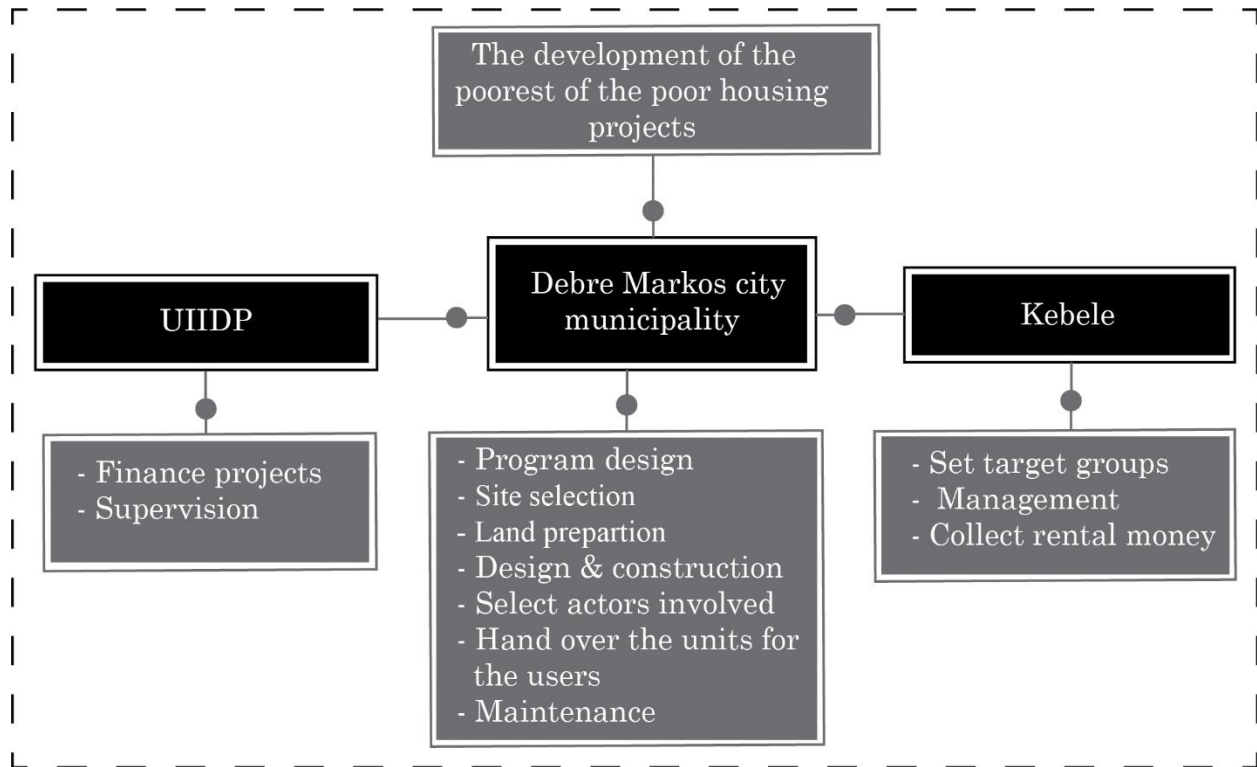 The development of the
poorest of the poor housing
projects
UIIDP
Debre Markos city
municipality
Kebele
- Finance projects
- Supervision
- Program design
- Site selection
- Land prepartion
- Design & construction
- Select actors involved
- Hand over the units for
the users
- Maintenance
- Set target groups
- Management
- Collect rental money